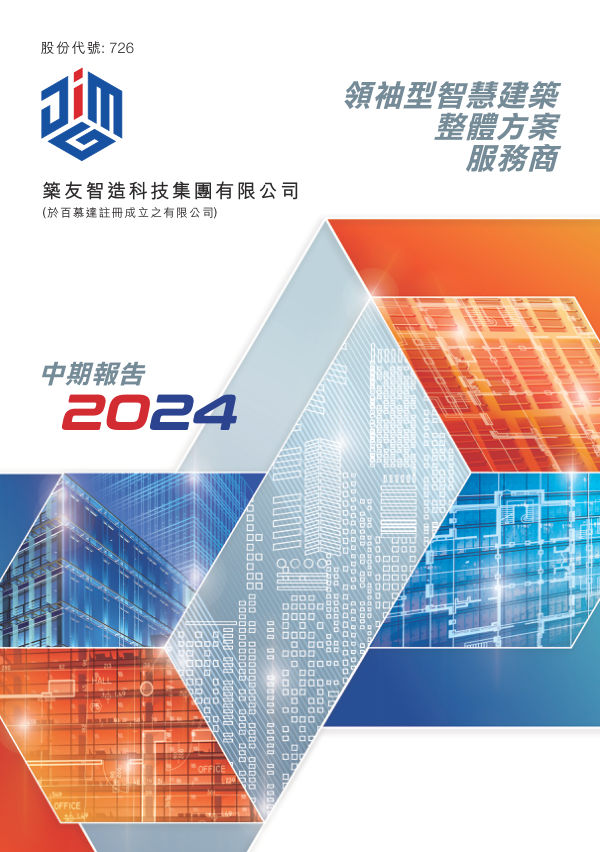 股份代號: 726
JiMG
領袖型智慧建築
整體方案
服務商
築友智造科技集團有限公司
(於百慕達註冊成立之有限公司)
中期報告
2024
HALL
OFFICE
OFFICE